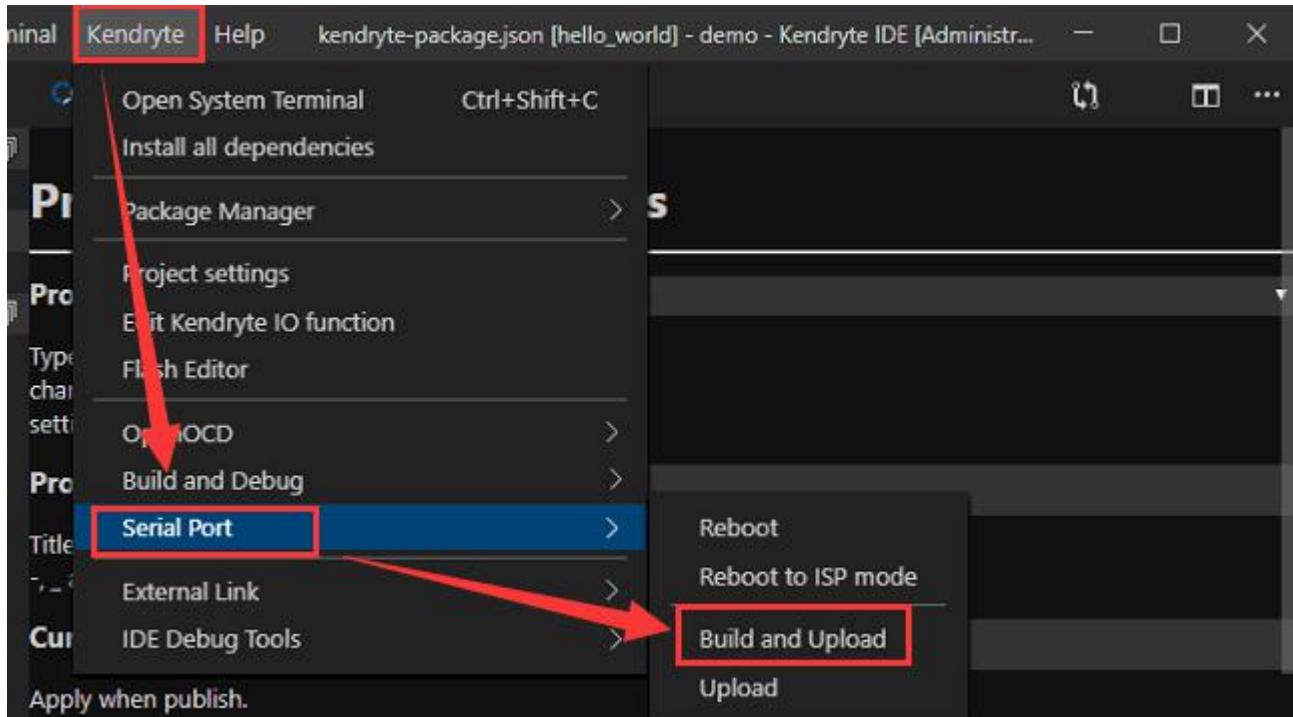 Kendryte Help kendryte-package.json [hello_world] - demo - Kendryte IDE [Administr...
Open System Terminal Ctrl+Shift+C
Install all dependencies
Package Manager
Project settings
Edit Kendryte IO function
Flash Editor
OpenOCD
Build and Debug
Serial Port
External Link
IDE Debug Tools
Reboot
Reboot to ISP mode
Build and Upload
Upload
Title
Apply when publish.